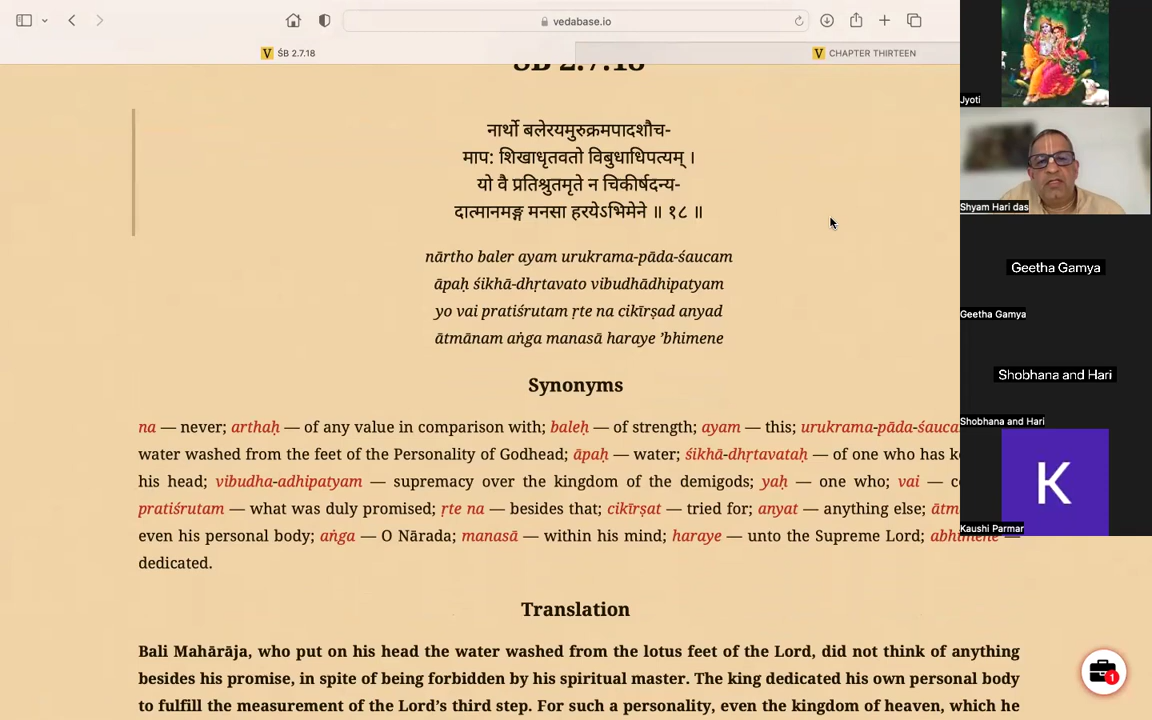 vedabase.io
ŚB 2.7.18
CHAPTER THIRTEEN
ŚB 2.7.18
नार्थो बलेरयमुरुक्रमपादशौच-
माप: शिखाधृतवतो विबुधाधिपत्यम् ।
यो वै प्रतिश्रुतमृते न चिकीर्षदन्य-
दात्मानमङ्ग मनसा हरयेऽभिमेने ॥ १८ ॥
nārtho baler ayam urukrama-pāda-śaucam
āpaḥ śikhā-dhṛtavato vibudhādhipatyam
yo vai pratiśrutam ṛte na cikīrṣad anyad
ātmānam aṅga manasā haraye ’bhimene
Synonyms
na — never; arthaḥ — of any value in comparison with; baleḥ — of strength; ayam — this; urukrama-pāda-śauca
water washed from the feet of the Personality of Godhead; āpaḥ — water; śikhā-dhṛtavataḥ — of one who has k
his head; vibudha-adhipatyam — supremacy over the kingdom of the demigods; yaḥ — one who; vai — c
pratiśrutam — what was duly promised; ṛte na — besides that; cikīrṣat — tried for; anyat — anything else; ātm
even his personal body; aṅga — O Nārada; manasā — within his mind; haraye — unto the Supreme Lord; abhimene —
dedicated.
Translation
Bali Mahārāja, who put on his head the water washed from the lotus feet of the Lord, did not think of anything
besides his promise, in spite of being forbidden by his spiritual master. The king dedicated his own personal body
to fulfill the measurement of the Lord’s third step. For such a personality, even the kingdom of heaven, which he
Jyoti
Shyam Hari das
Geetha Gamya
Geetha Gamya
Shobhana and Hari
Shobhana and Hari
K
Kaushi Parmar
1